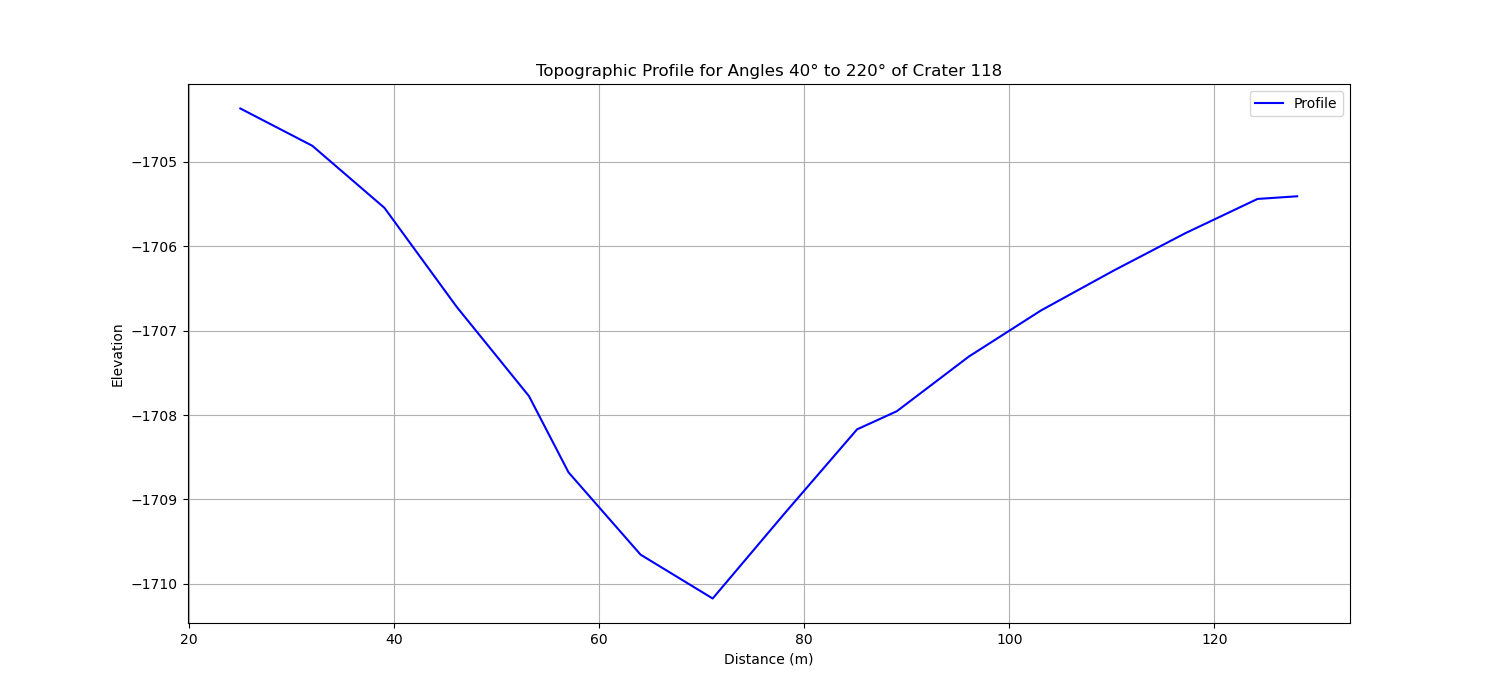 Topographic Profile for Angles 40° to 220° of Crater 118
Profile
Elevation
−1705
−1706
−1707
−1708
−1709
−1710
20 40 60 80 100 120
Distance (m)